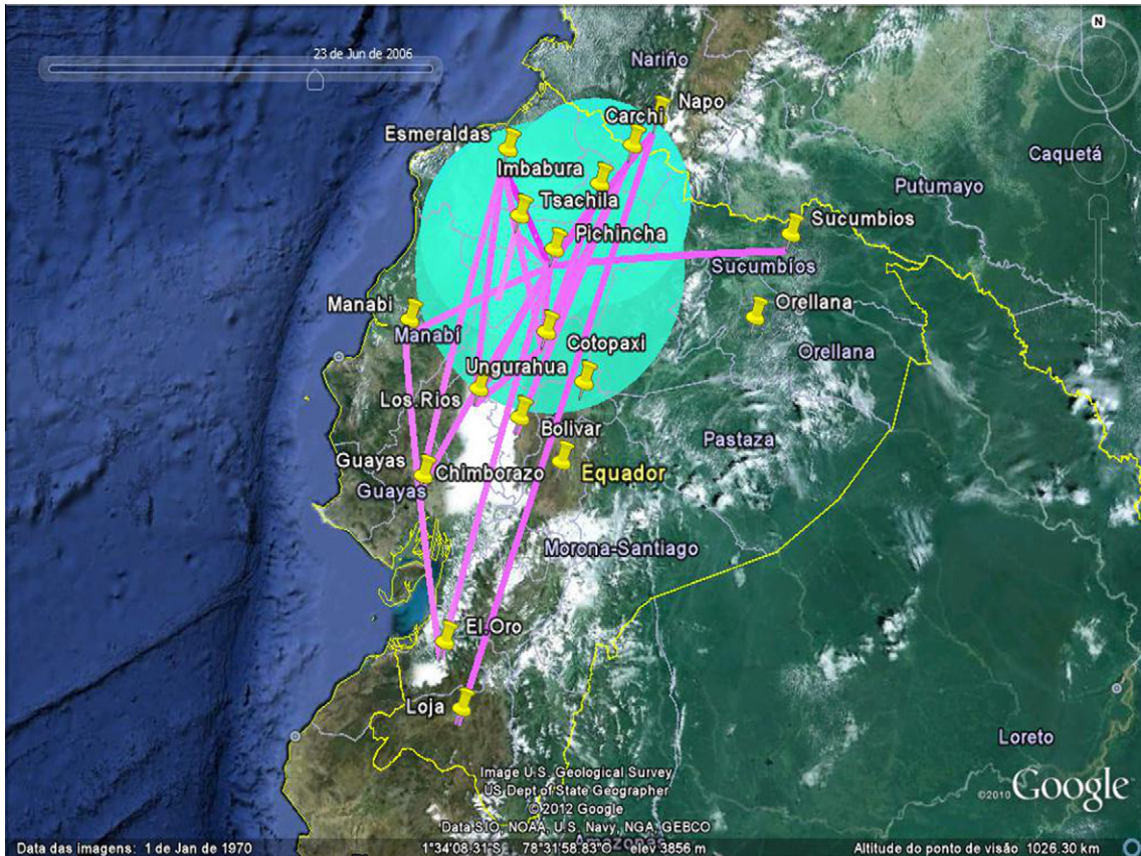 23 de Jun de 2006
N
Nariño
Napo
Carchi
Esmeraldas
Imbabura
Caquetá
Tsachila
Putumayo
Sucumbios
Pichincha
Sucumbíos
Manabi
Manabí
Orellana
Cotopaxi
Orellana
Ungurahua
Los.Rios
Bolivar
Pastaza
Guayas
Chimborazo
Equador
Guayas
Morona-Santiago
El.Oro
Loja
Loreto
Image U.S. Geological Survey
US Dept of State Geographer
© 2012 Google
Data SIO, NOAA, U.S. Navy, NGA, GEBCO
©2010 Google
Amazonas
Data das imagens: 1 de Jan de 1970
1°34'08.31"S 78°31'58.83"O elev 3856 m
Altitude do ponto de visão 1026.30 km